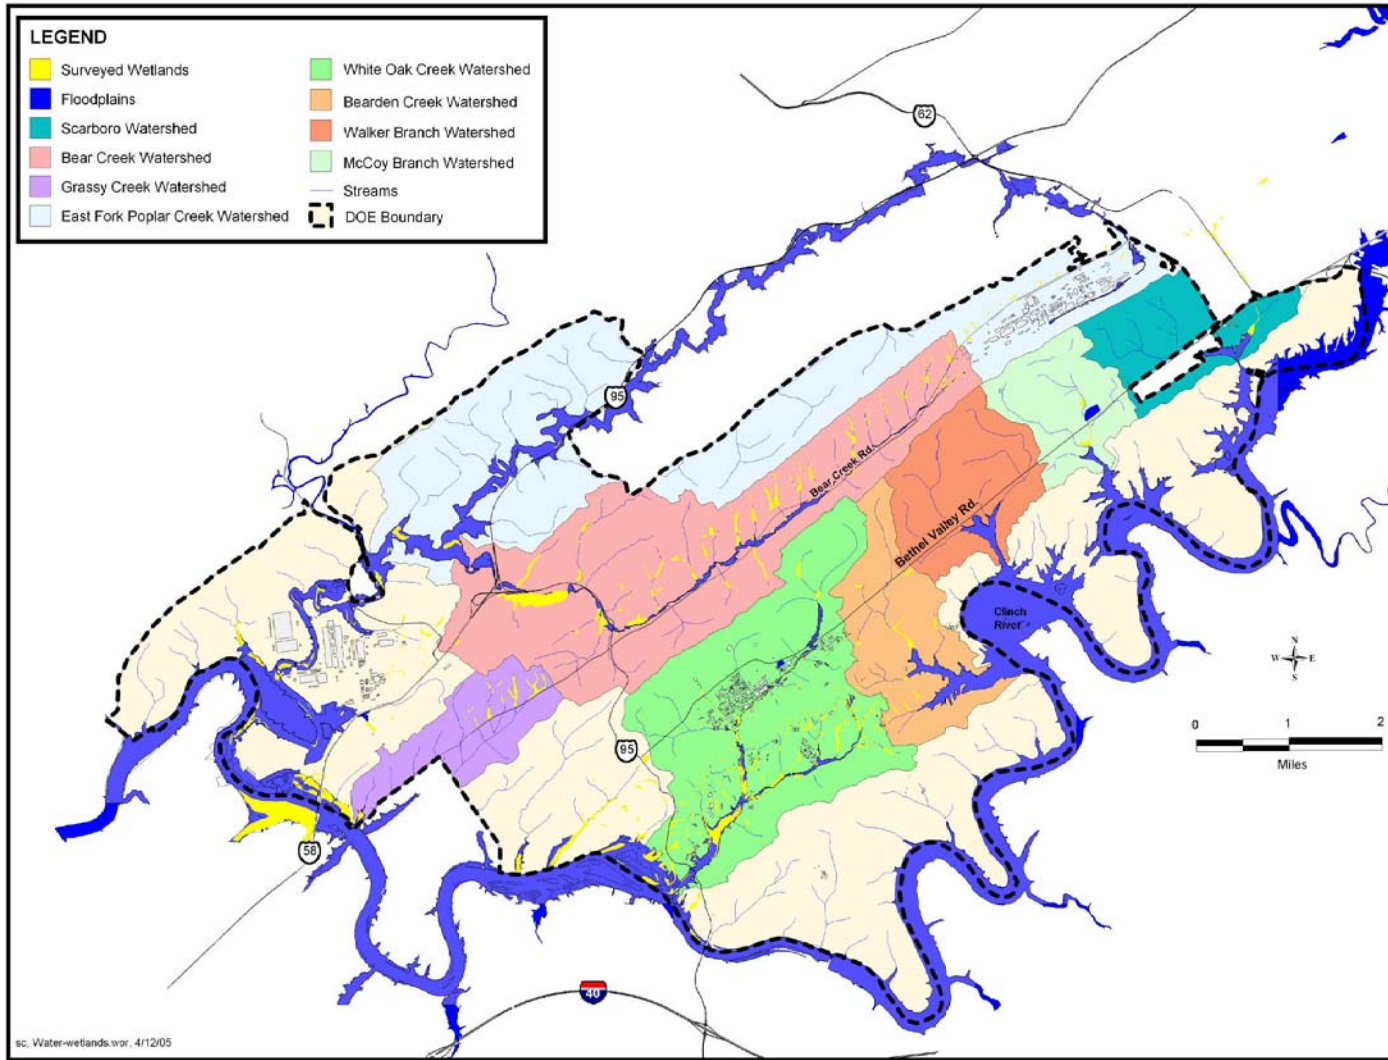 LEGEND
Surveyed Wetlands
Floodplains
Scarboro Watershed
Bear Creek Watershed
Grassy Creek Watershed
East Fork Poplar Creek Watershed
White Oak Creek Watershed
Bearden Creek Watershed
Walker Branch Watershed
McCoy Branch Watershed
Streams
DOE Boundary
62
95
Bear Creek Rd.
Bethel Valley Rd.
Clinch
River
N
W E
S
0 1 2
Miles
95
58
40
sc, Water-wetlands.wor, 4/12/05